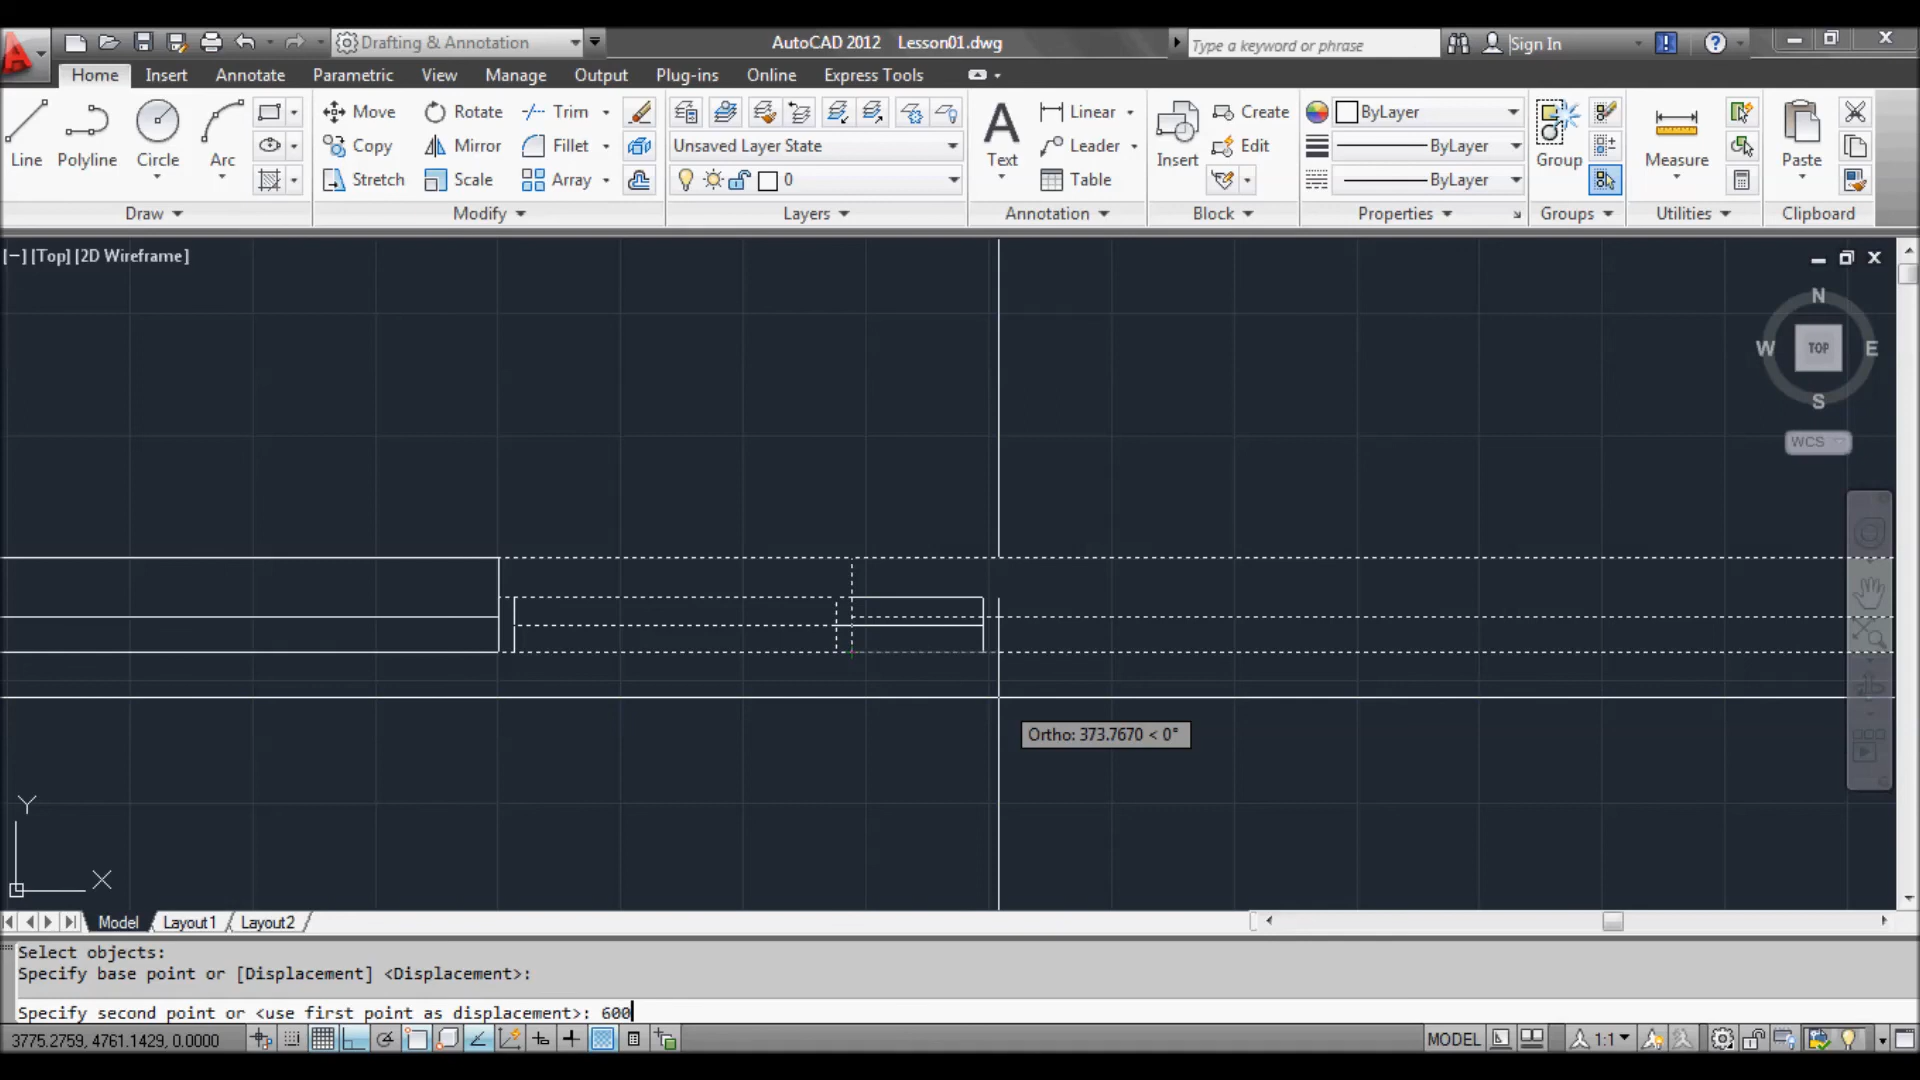 Drafting & Annotation
AutoCAD 2012 Lesson01.dwg
Type a keyword or phrase
Sign In
Home Insert Annotate Parametric View Manage Output Plug-ins Online Express Tools
Line Polyline Circle Arc
Move Rotate Trim
Copy Mirror Fillet
Stretch Scale Array
Unsaved Layer State
0
Text
Linear
Leader
Table
Insert
Create
Edit
ByLayer
ByLayer
ByLayer
Group
Measure
Paste
Draw Modify Layers Annotation Block Properties Groups Utilities Clipboard
[−] [Top] [2D Wireframe]
N
W TOP E
S
WCS
Ortho: 373.7670 < 0°
Y
X
Model Layout1 Layout2
Select objects:
Specify base point or [Displacement] <Displacement>:
Specify second point or <use first point as displacement>: 600
3775.2759, 4761.1429, 0.0000
MODEL
1:1